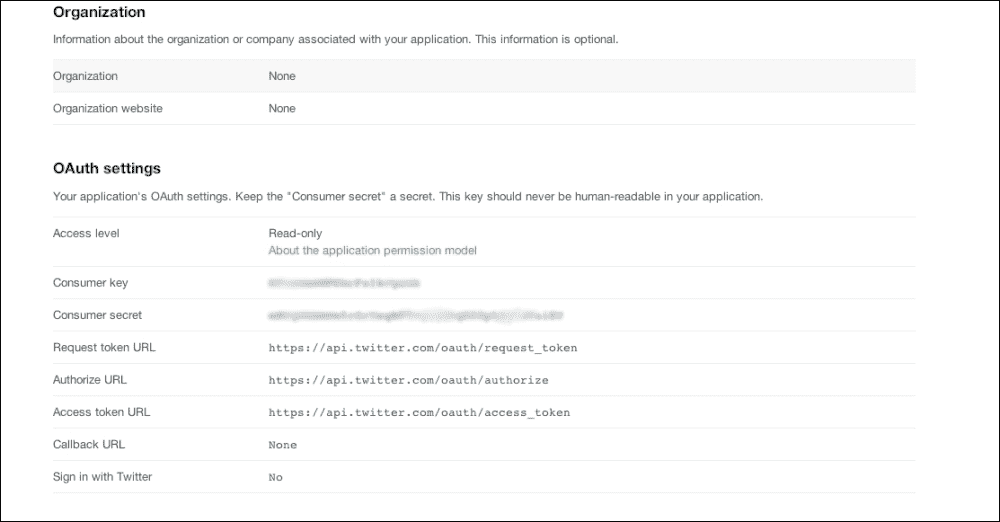 Organization
Information about the organization or company associated with your application. This information is optional.
Organization None
Organization website None
OAuth settings
Your application's OAuth settings. Keep the "Consumer secret" a secret. This key should never be human-readable in your application.
Access level Read-only
About the application permission model
Consumer key
Consumer secret
Request token URL https://api.twitter.com/oauth/request_token
Authorize URL https://api.twitter.com/oauth/authorize
Access token URL https://api.twitter.com/oauth/access_token
Callback URL None
Sign in with Twitter No